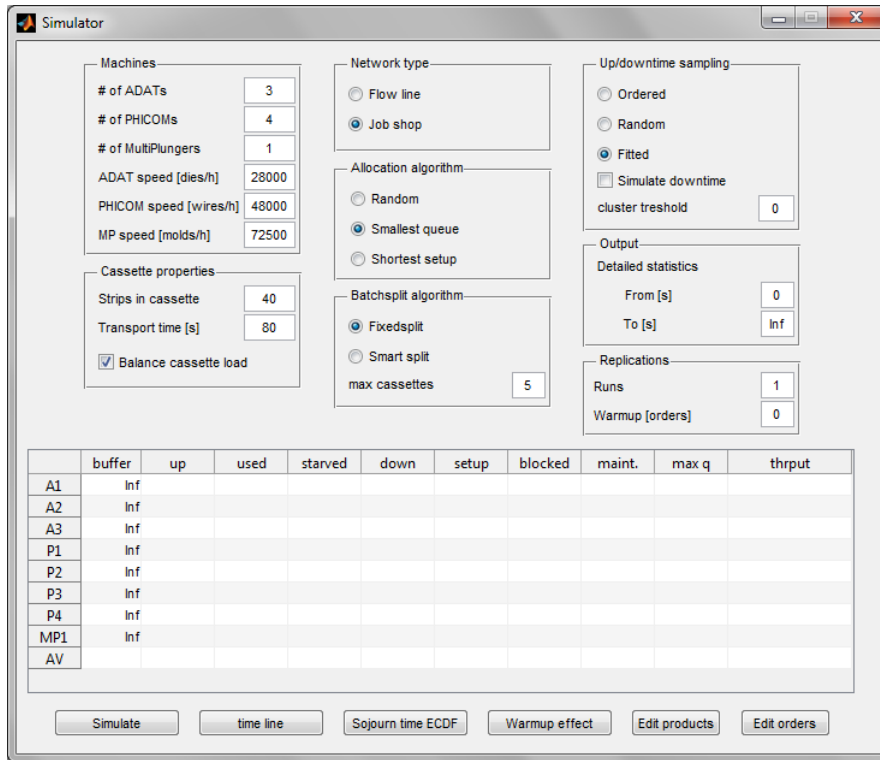 Simulator
Machines
# of ADATs 3
# of PHICOMs 4
# of MultiPlungers 1
ADAT speed [dies/h] 28000
PHICOM speed [wires/h] 48000
MP speed [molds/h] 72500
Cassette properties
Strips in cassette 40
Transport time [s] 80
Balance cassette load
Network type
Flow line
Job shop
Allocation algorithm
Random
Smallest queue
Shortest setup
Batchsplit algorithm
Fixedsplit
Smart split
max cassettes 5
Up/downtime sampling
Ordered
Random
Fitted
Simulate downtime
cluster treshold 0
Output
Detailed statistics
From [s] 0
To [s] Inf
Replications
Runs 1
Warmup [orders] 0
buffer up used starved down setup blocked maint. max q thrput
A1 Inf
A2 Inf
A3 Inf
P1 Inf
P2 Inf
P3 Inf
P4 Inf
MP1 Inf
AV
Simulate time line Sojourn time ECDF Warmup effect Edit products Edit orders